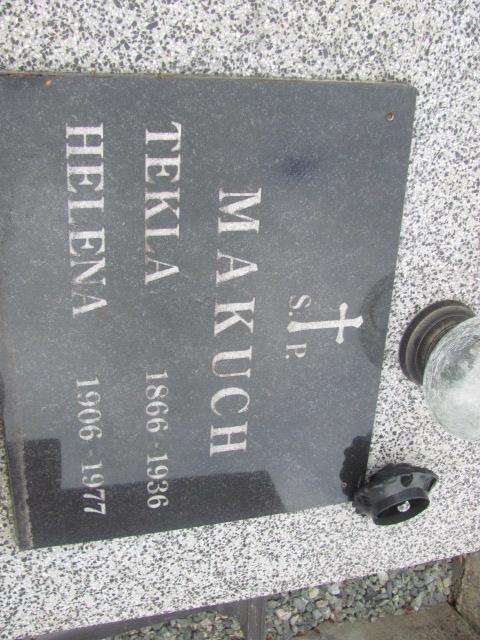 S. P.
MAKUCH
TEKLA 1866-1936
HELENA 1906-1977